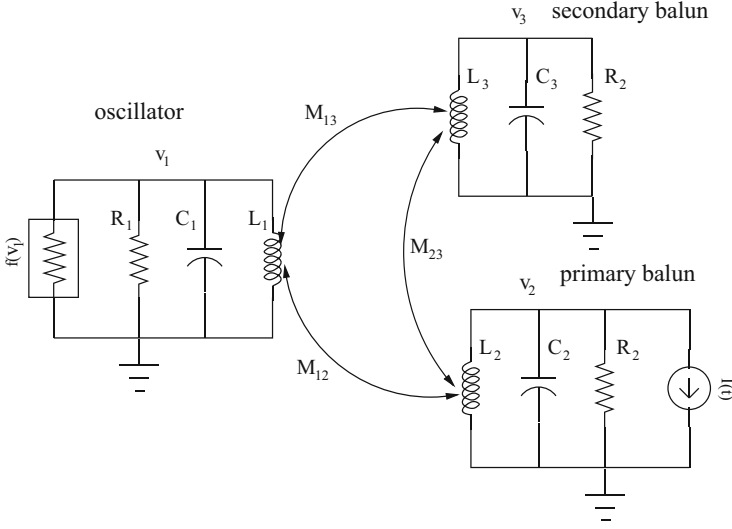 v3 secondary balun
L3 C3 R2
oscillator
M13
v1
R1 C1 L1
f(v1)
M23
primary balun
v2
M12
L2 C2 R2
I(t)